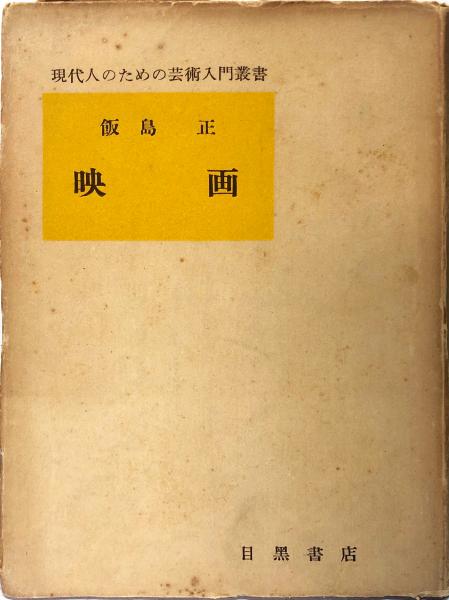 現代人のための芸術入門叢書
飯島 正
映 画
目黑書店